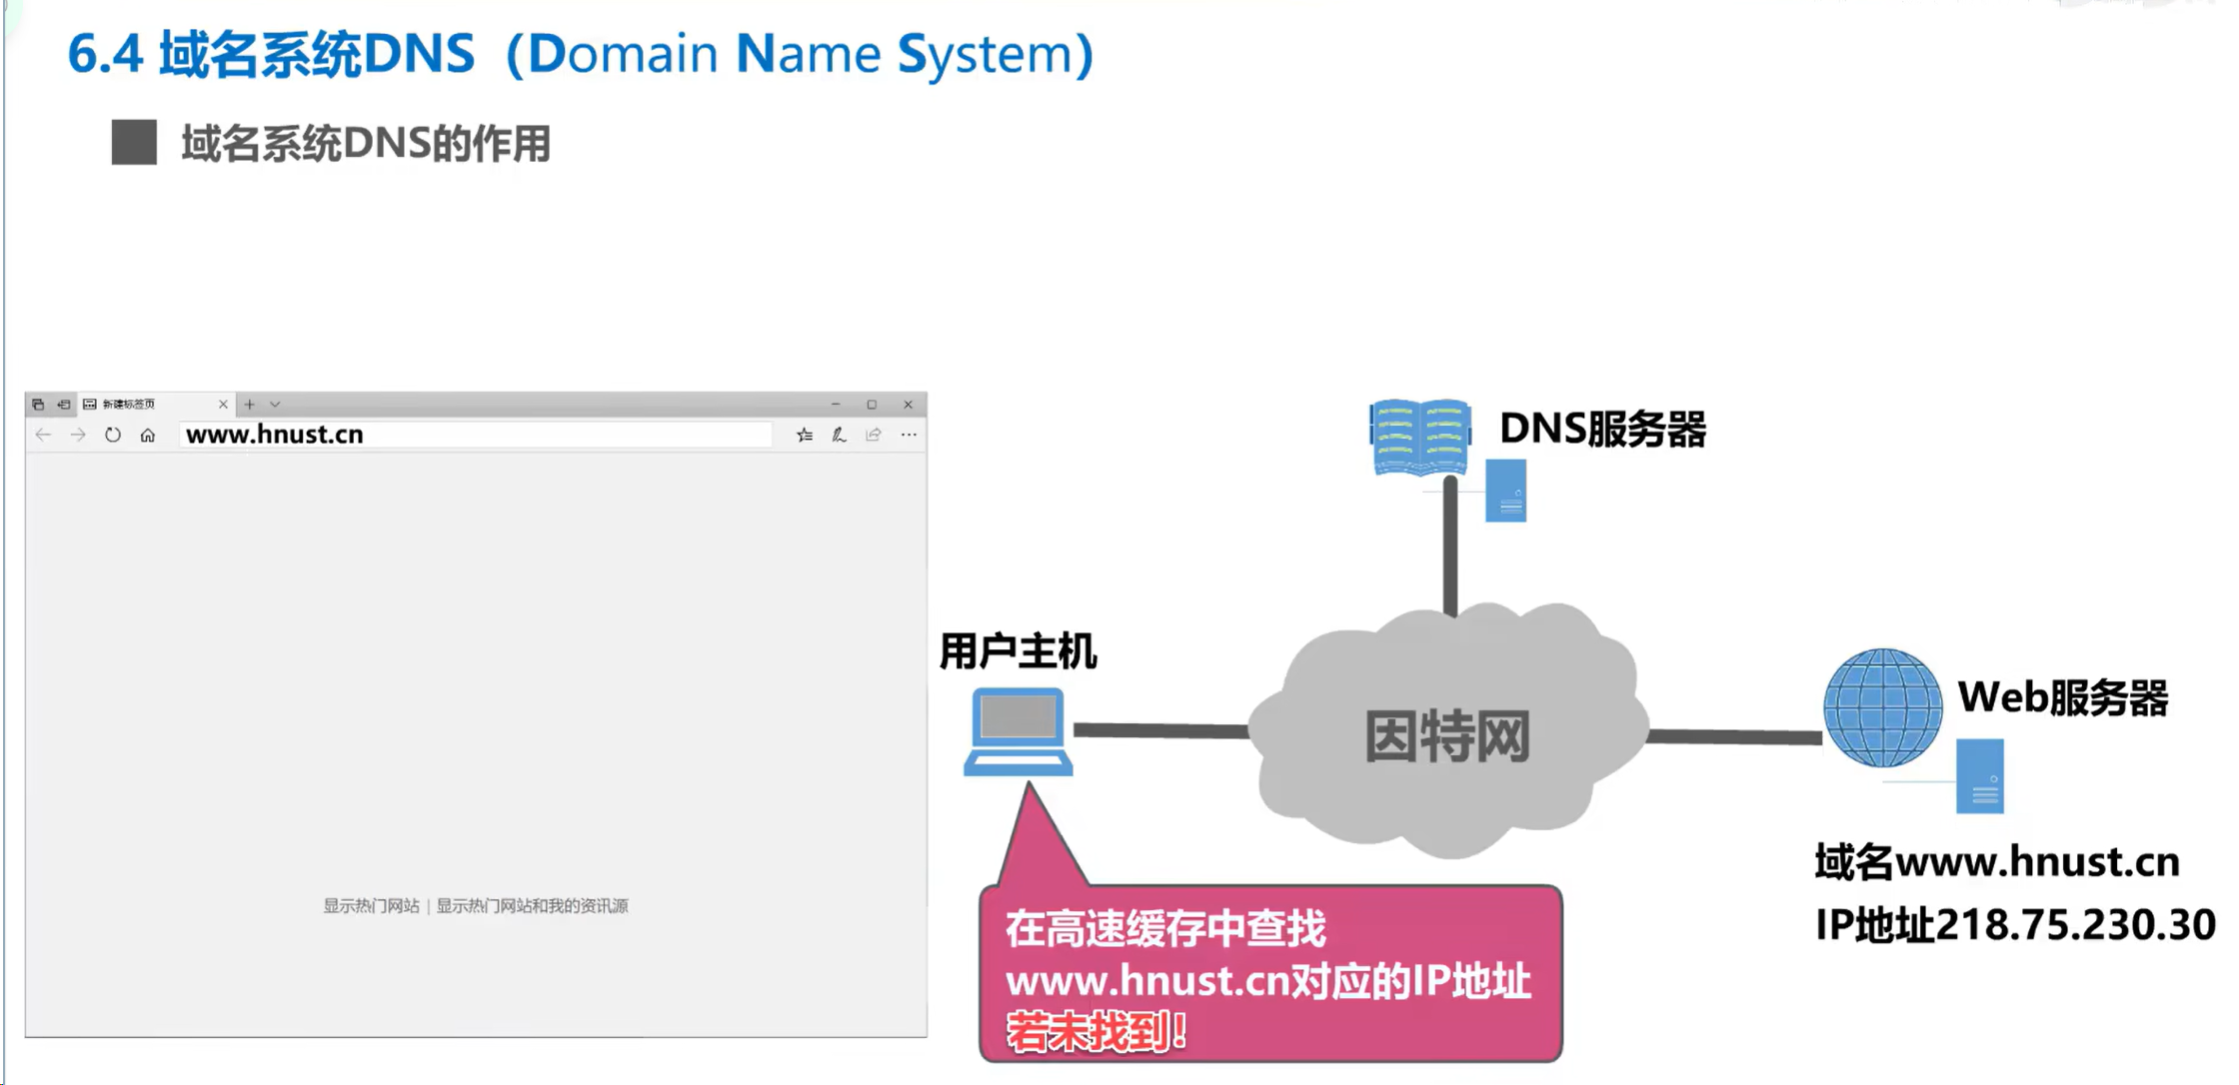 6.4 域名系统DNS（Domain Name System）
域名系统DNS的作用
新建标签页
www.hnust.cn
显示热门网站 | 显示热门网站和我的资讯源
DNS服务器
用户主机
因特网
Web服务器
域名www.hnust.cn
IP地址218.75.230.30
在高速缓存中查找
www.hnust.cn对应的IP地址
若未找到！